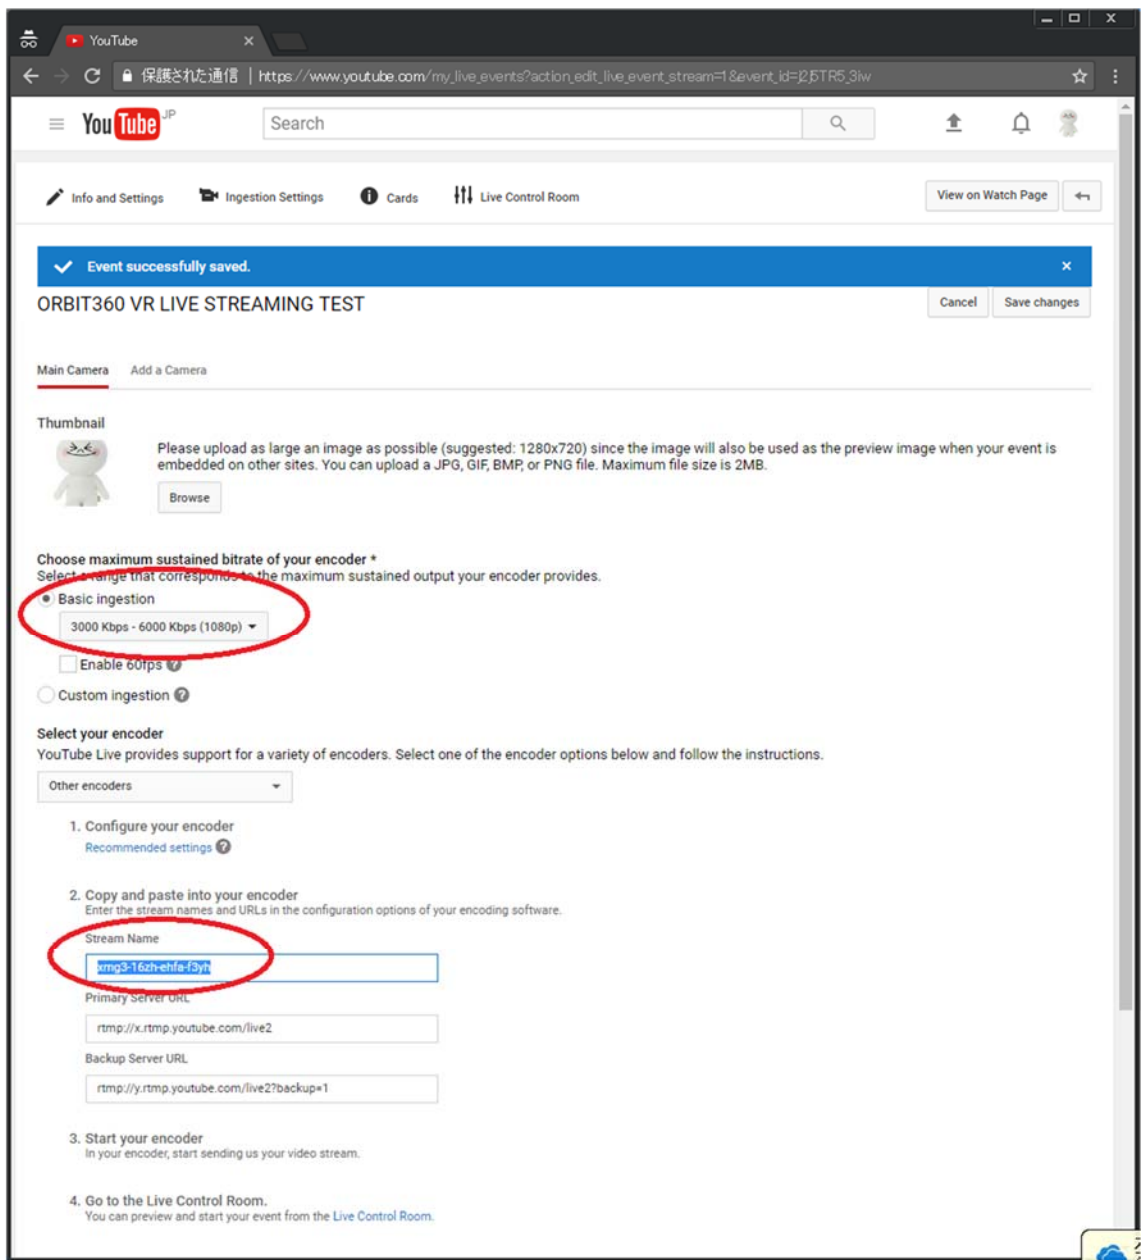 YouTube
保護された通信 | https://www.youtube.com/my_live_events?action_edit_live_event_stream=1&event_id=j2j5TR5_3iw
YouTube JP
Search
Info and Settings
Ingestion Settings
Cards
Live Control Room
View on Watch Page
Event successfully saved.
ORBIT360 VR LIVE STREAMING TEST
Cancel
Save changes
Main Camera
Add a Camera
Thumbnail
Please upload as large an image as possible (suggested: 1280x720) since the image will also be used as the preview image when your event is
embedded on other sites. You can upload a JPG, GIF, BMP, or PNG file. Maximum file size is 2MB.
Browse
Choose maximum sustained bitrate of your encoder *
Select a range that corresponds to the maximum sustained output your encoder provides.
Basic ingestion
3000 Kbps - 6000 Kbps (1080p)
Enable 60fps
Custom ingestion
Select your encoder
YouTube Live provides support for a variety of encoders. Select one of the encoder options below and follow the instructions.
Other encoders
1. Configure your encoder
Recommended settings
2. Copy and paste into your encoder
Enter the stream names and URLs in the configuration options of your encoding software.
Stream Name
xmg3-16zh-ehfa-f3yh
Primary Server URL
rtmp://x.rtmp.youtube.com/live2
Backup Server URL
rtmp://y.rtmp.youtube.com/live2?backup=1
3. Start your encoder
In your encoder, start sending us your video stream.
4. Go to the Live Control Room.
You can preview and start your event from the Live Control Room.